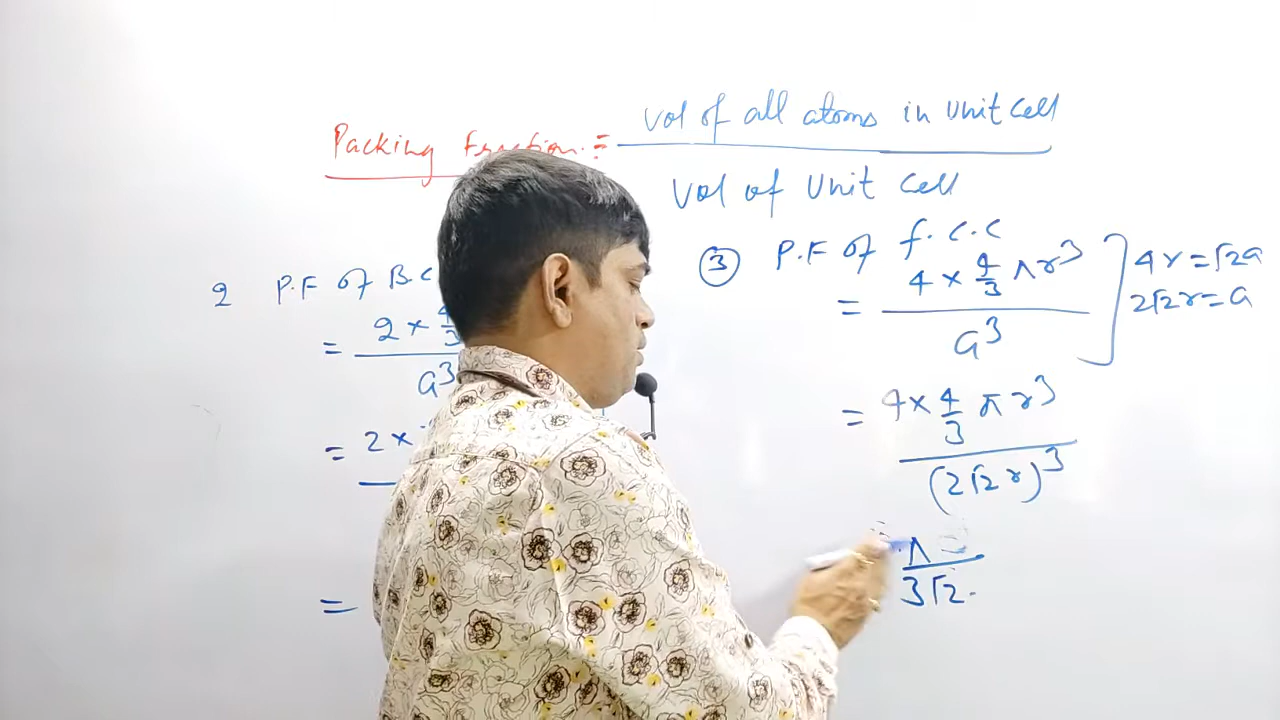 Packing Fraction = Vol of all atoms in Unit Cell
Vol of Unit Cell
2 P.F of B.C
= 2 × 4
3
a³
= 2 ×
=
③ P.F of f.C.C
= 4 × 4/3 πr³
a³
4r = √2a
2√2r = a
= 4 × 4/3 πr³
(2√2r)³
π
3√2